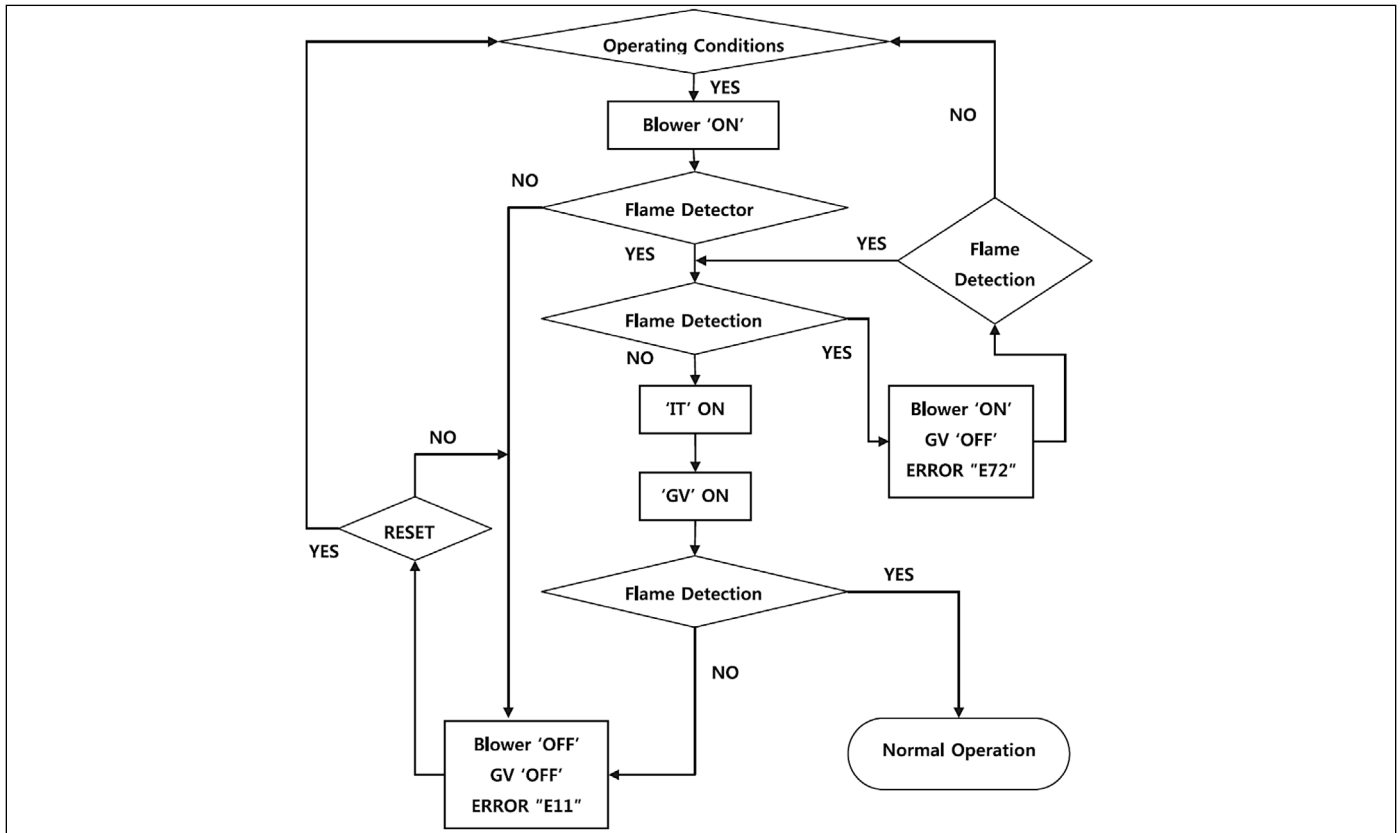 Operating Conditions
YES
Blower ‘ON’
NO
NO
Flame Detector
YES
YES
Flame
Detection
Flame Detection
NO
YES
‘IT’ ON
Blower ‘ON’
GV ‘OFF’
ERROR "E72"
NO
‘GV’ ON
RESET
YES
Flame Detection
YES
NO
Blower ‘OFF’
GV ‘OFF’
ERROR "E11"
Normal Operation